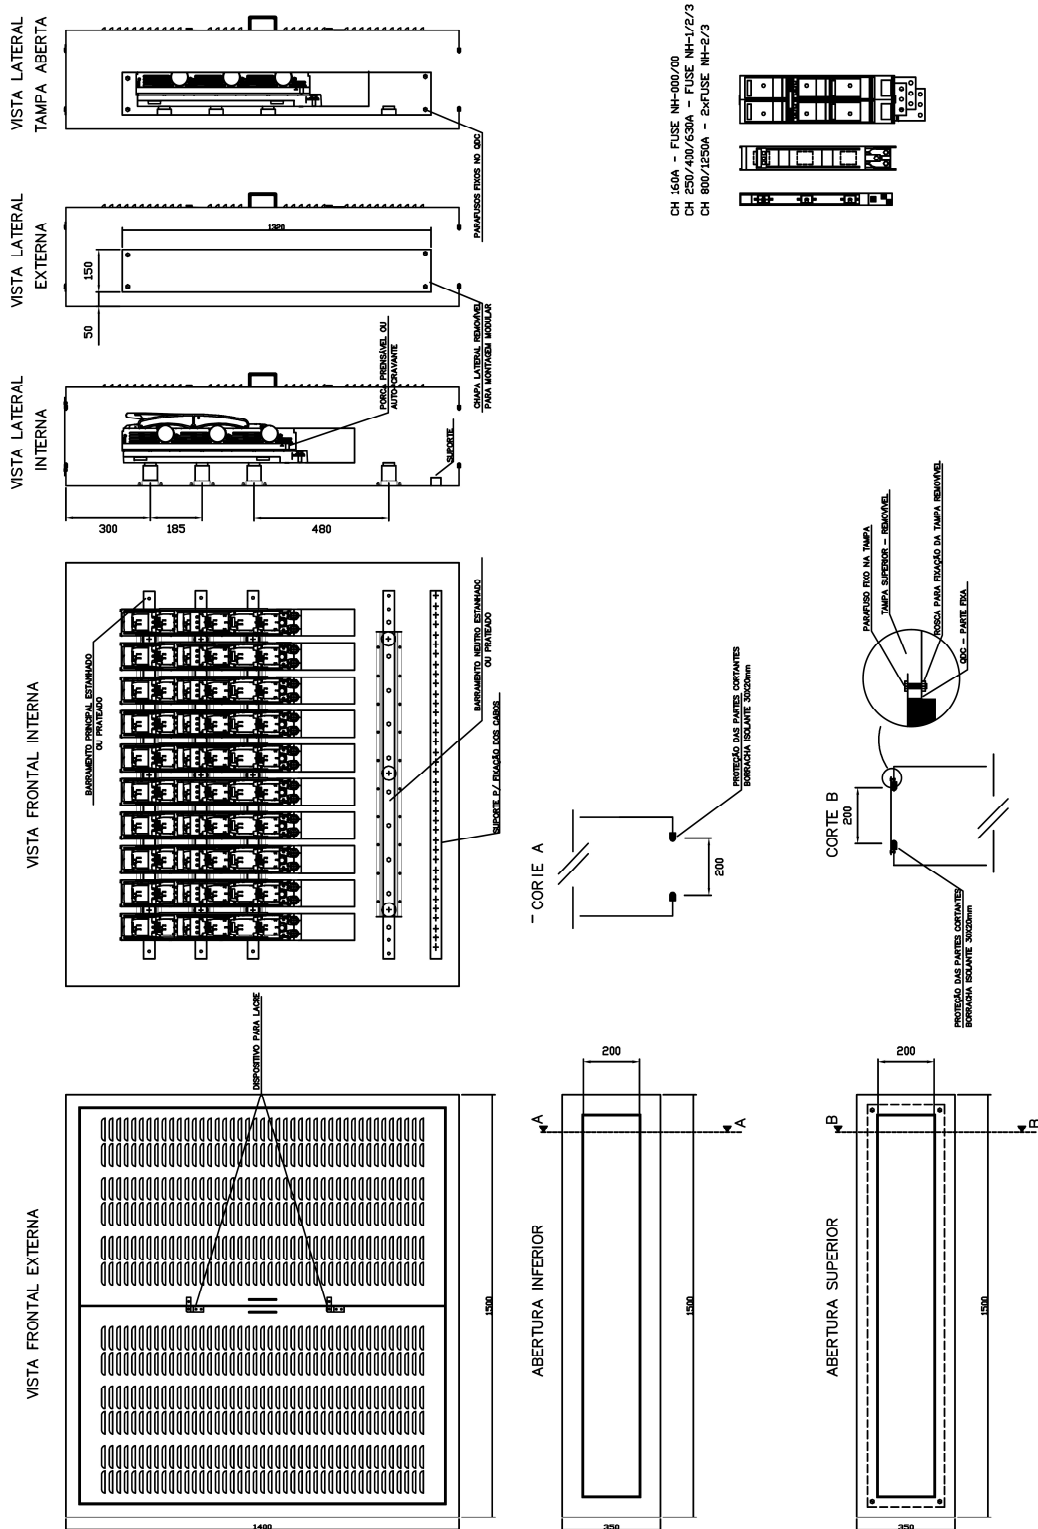 VISTA LATERAL
TAMPA ABERTA
PARAFUSOS FIXOS NO QDC
VISTA LATERAL
EXTERNA
1320
150
50
CHAPA LATERAL REMOVÍVEL
PARA MONTAGEM MODULAR
VISTA LATERAL
INTERNA
PORCA PRENSÁVEL OU
AUTO-CRAVANTE
SUPORTE
300
185
480
CH 160A - FUSE NH-000/00
CH 250/400/630A - FUSE NH-1/2/3
CH 800/1250A - 2xFUSE NH-2/3
VISTA FRONTAL INTERNA
BARRAMENTO PRINCIPAL ESTANHADO
OU PRATEADO
BARRAMENTO NEUTRO ESTANHADO
OU PRATEADO
SUPORTE P/ FIXAÇÃO DOS CABOS
CORTE A
200
PROTEÇÃO DAS PARTES CORTANTES
BORRACHA ISOLANTE 30X20mm
CORTE B
200
PARAFUSO FIXO NA TAMPA
TAMPA SUPERIOR - REMOVÍVEL
ROSCA PARA FIXAÇÃO DA TAMPA REMOVÍVEL
QDC - PARTE FIXA
PROTEÇÃO DAS PARTES CORTANTES
BORRACHA ISOLANTE 30X20mm
VISTA FRONTAL EXTERNA
DISPOSITIVO PARA LACRE
1500
1400
ABERTURA INFERIOR
200
A
A
1500
350
ABERTURA SUPERIOR
200
B
B
1500
350